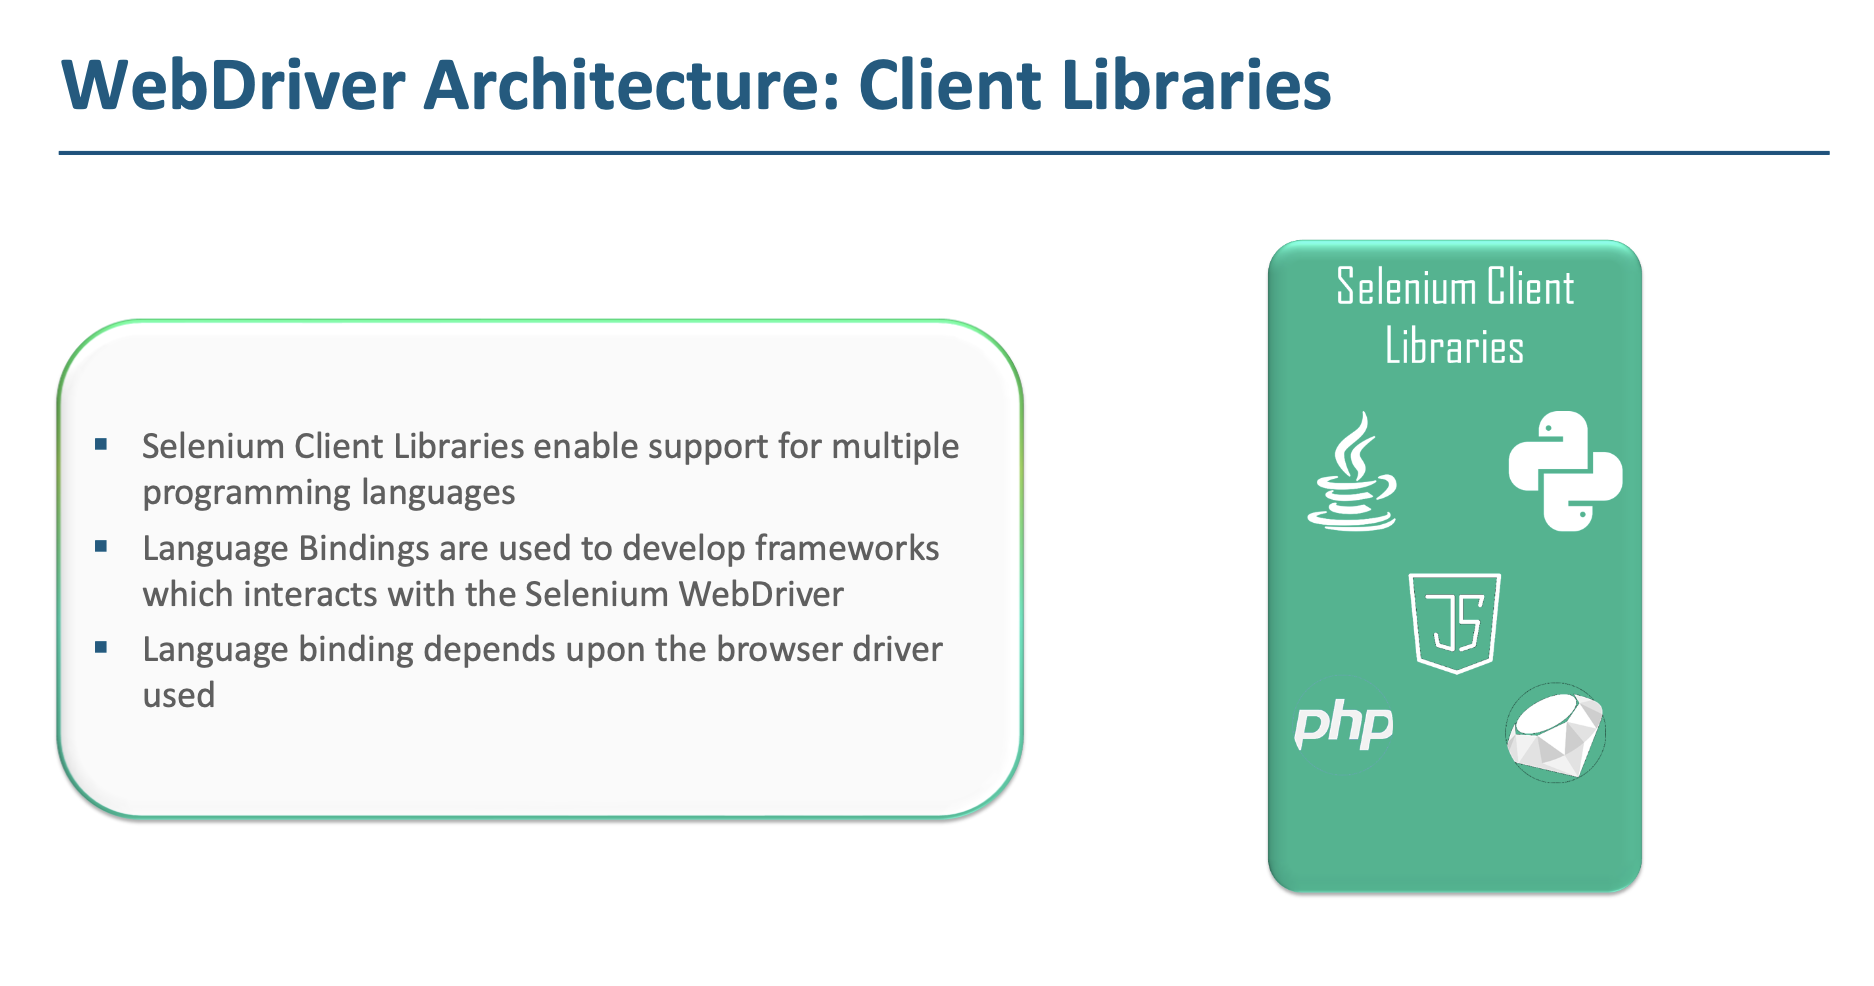 WebDriver Architecture: Client Libraries
▪ Selenium Client Libraries enable support for multiple
programming languages
▪ Language Bindings are used to develop frameworks
which interacts with the Selenium WebDriver
▪ Language binding depends upon the browser driver
used
Selenium Client
Libraries
JS
php